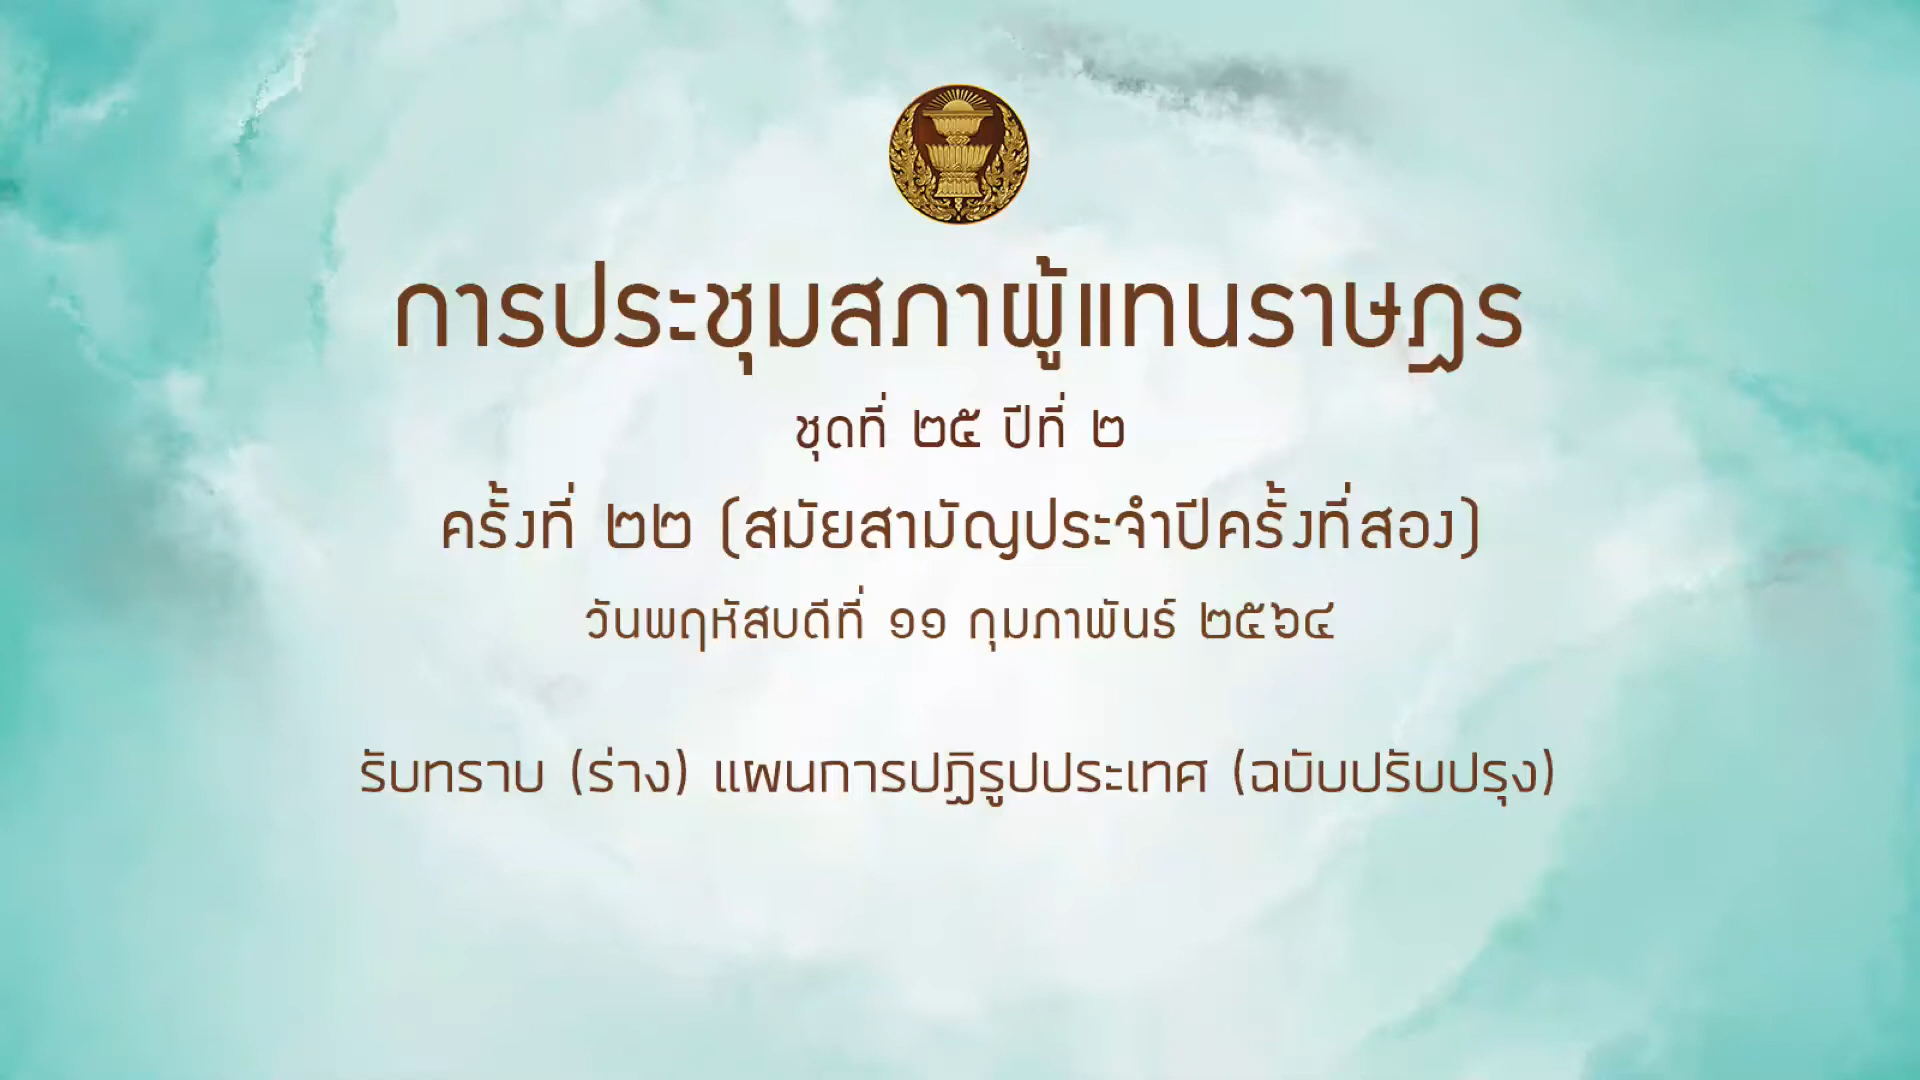 การประชุมสภาผู้แทนราษฎร
ชุดที่ ๒๕ ปีที่ ๒
ครั้งที่ ๒๒ (สมัยสามัญประจำปีครั้งที่สอง)
วันพฤหัสบดีที่ ๑๑ กุมภาพันธ์ ๒๕๖๔
รับทราบ (ร่าง) แผนการปฏิรูปประเทศ (ฉบับปรับปรุง)